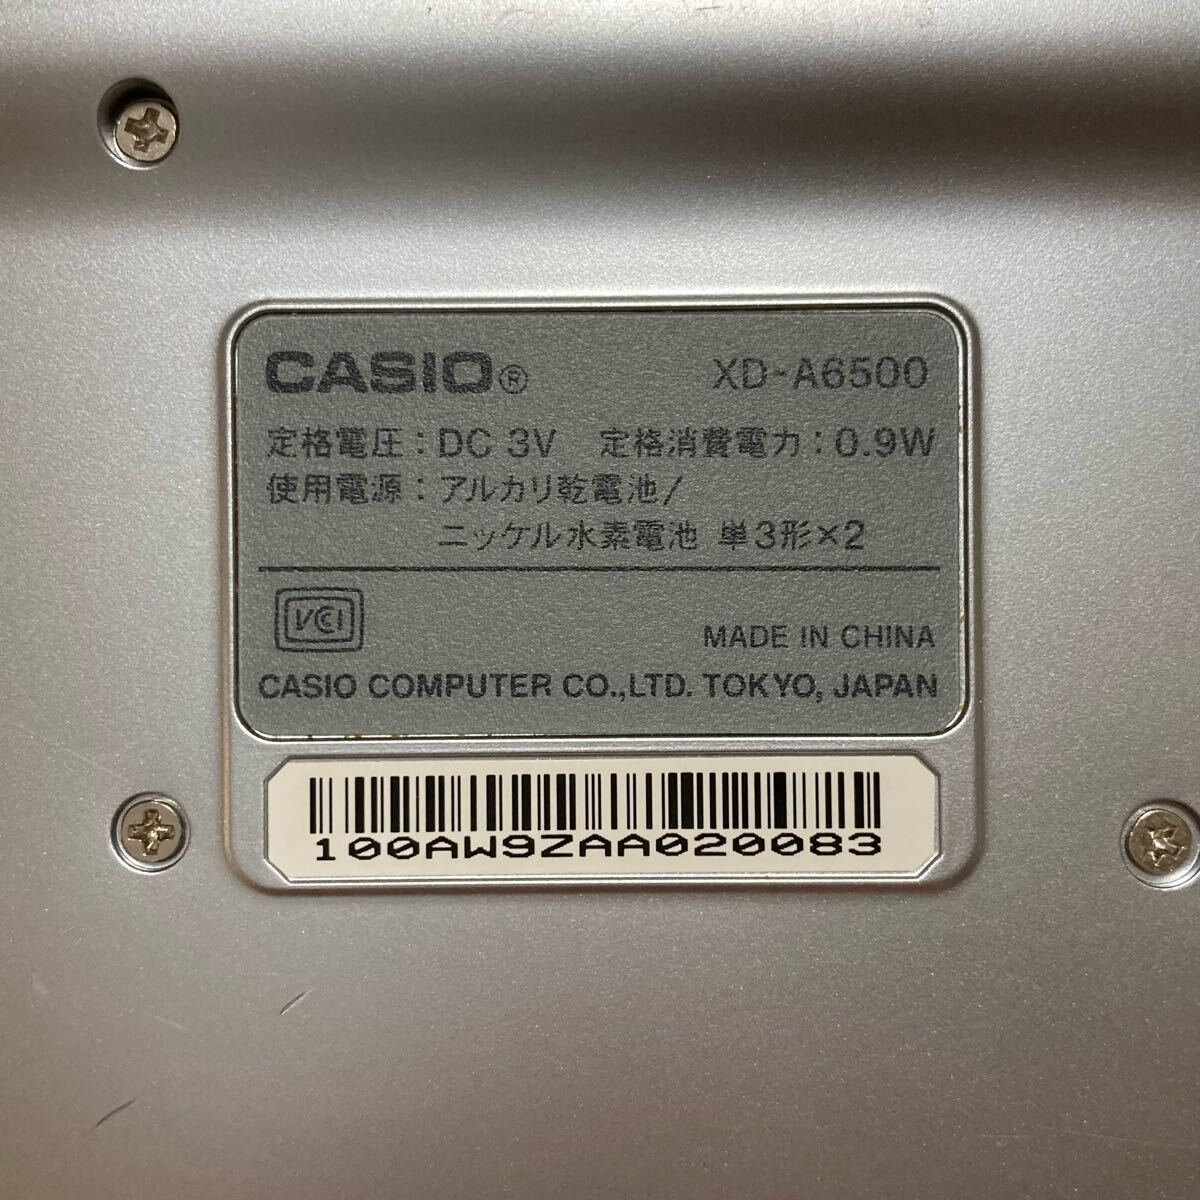 CASIO® XD-A6500
定格電圧：DC 3V 定格消費電力：0.9W
使用電源：アルカリ乾電池/
ニッケル水素電池 単3形×2
VCI
MADE IN CHINA
CASIO COMPUTER CO.,LTD. TOKYO, JAPAN
100AW9ZAA020083